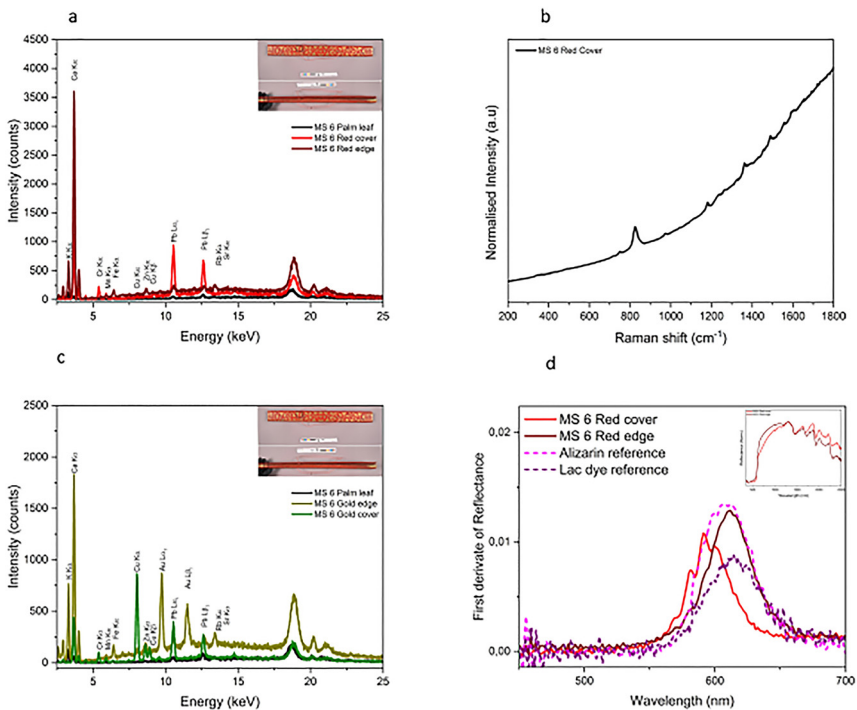 a
Intensity (counts)
4500
4000
3500
3000
2500
2000
1500
1000
500
0
Ca Kα
K Kα
Cr Kα
Mn Kα
Fe Kα
Cu Kα
Zn Kα
Cu Kβ
Pb Lα₁
Pb Lβ₁
Rb Kα
Sr Kα
MS 6 Palm leaf
MS 6 Red cover
MS 6 Red edge
5 10 15 20 25
Energy (keV)
b
MS 6 Red Cover
Normalised Intensity (a.u)
200 400 600 800 1000 1200 1400 1600 1800
Raman shift (cm⁻¹)
c
Intensity (counts)
2500
2000
1500
1000
500
0
Ca Kα
K Kα
Cr Kα
Mn Kα
Fe Kα
Cu Kα
Zn Kα
Cu Kβ
Au Lα₁
Pb Lα₁
Au Lβ₁
Pb Lβ₁
Rb Kα
Sr Kα
MS 6 Palm leaf
MS 6 Gold edge
MS 6 Gold cover
5 10 15 20 25
Energy (keV)
d
First derivate of Reflectance
0,02
0,01
0,00
MS 6 Red cover
MS 6 Red edge
Alizarin reference
Lac dye reference
500 600 700
Wavelength (nm)